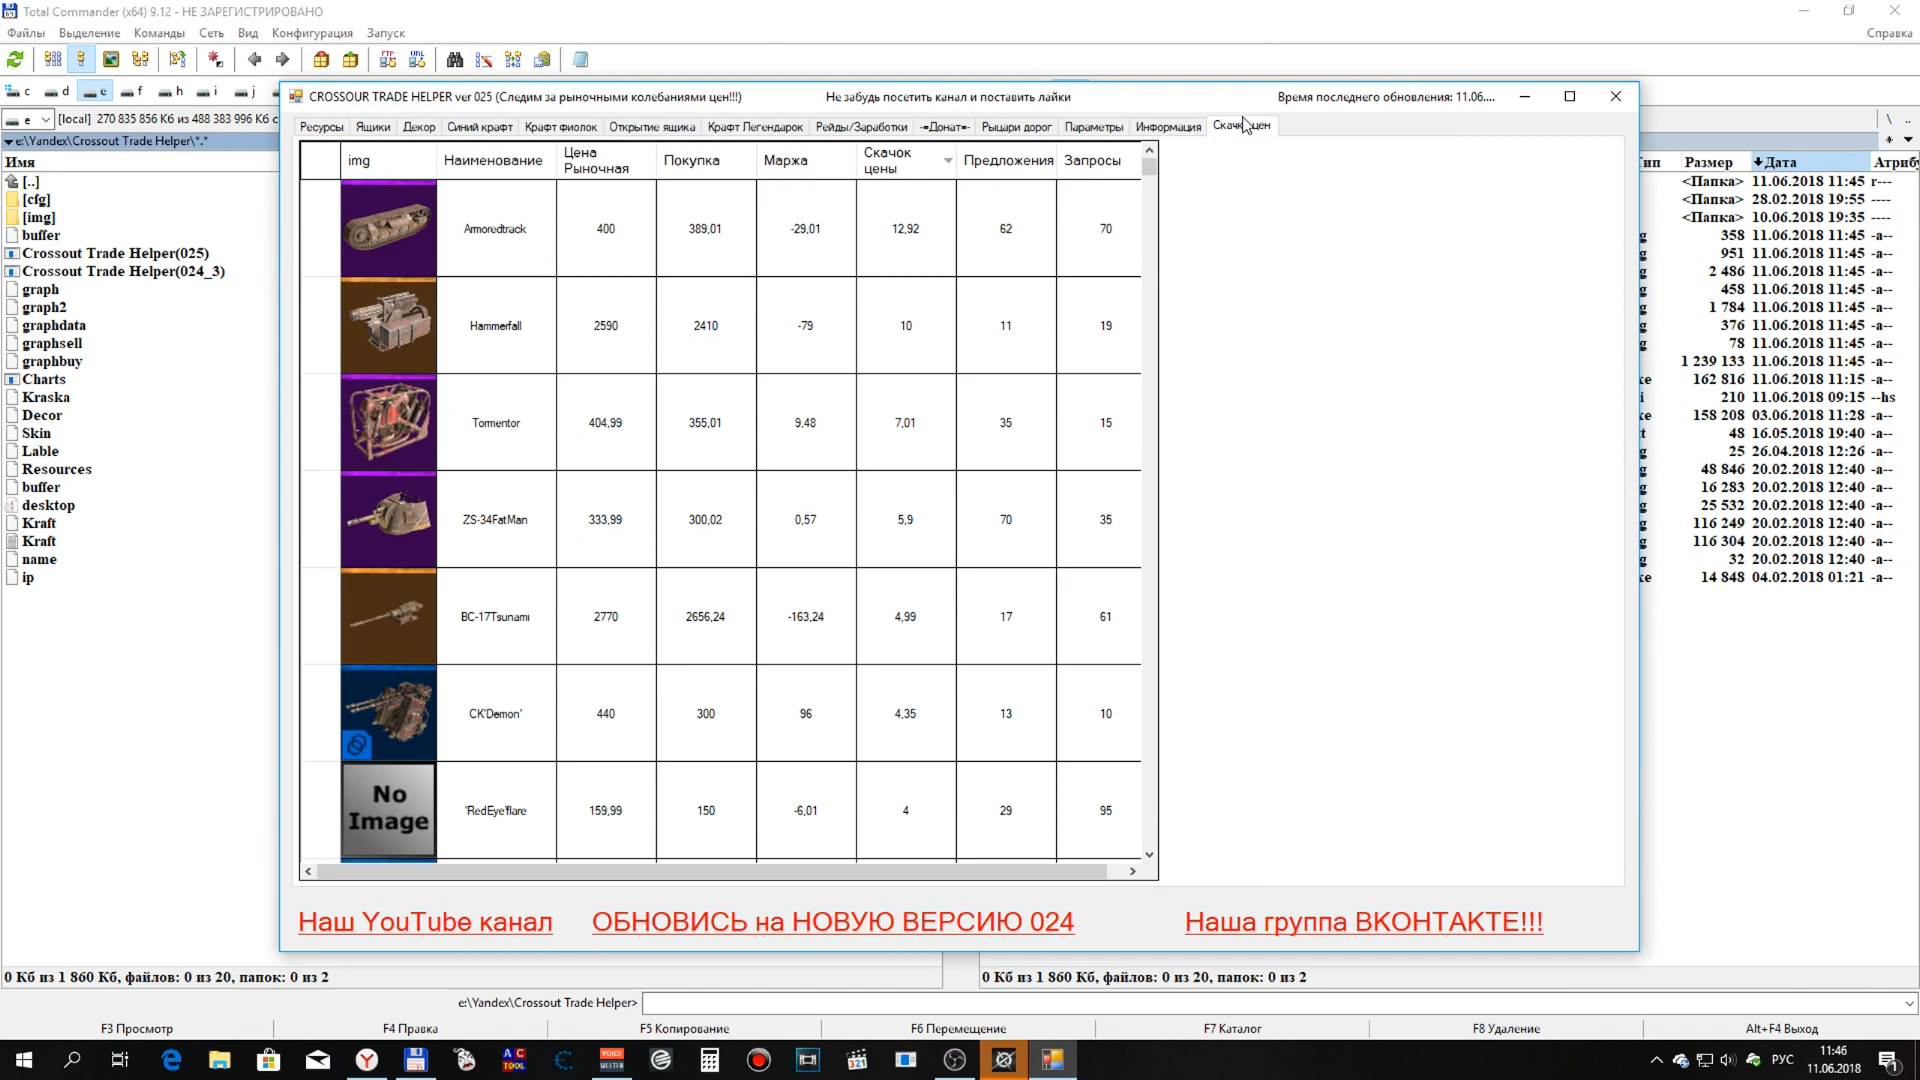 Total Commander (x64) 9.12 - НЕ ЗАРЕГИСТРИРОВАНО
Файлы Выделение Команды Сеть Вид Конфигурация Запуск Справка
c d e f h i j
e [local] 270 835 856 Кб из 488 383 996 Кб с \ ..
e:\Yandex\Crossout Trade Helper\*.*
Имя
[..]
[cfg]
[img]
buffer
Crossout Trade Helper(025)
Crossout Trade Helper(024_3)
graph
graph2
graphdata
graphsell
graphbuy
Charts
Kraska
Decor
Skin
Lable
Resources
buffer
desktop
Kraft
Kraft
name
ip
CROSSOUR TRADE HELPER ver 025 (Следим за рыночными колебаниями цен!!!) Не забудь посетить канал и поставить лайки Время последнего обновления: 11.06....
Ресурсы Ящики Декор Синий крафт Крафт фиолок Открытие ящика Крафт Легендарок Рейды/Заработки -=Донат=- Рыцари дорог Параметры Информация
img Наименование Цена Рыночная Покупка Маржа Скачок цены Предложения Запросы
Armoredtrack 400 389,01 -29,01 12,92 62 70
Hammerfall 2590 2410 -79 10 11 19
Tormentor 404,99 355,01 9,48 7,01 35 15
ZS-34FatMan 333,99 300,02 0,57 5,9 70 35
BC-17Tsunami 2770 2656,24 -163,24 4,99 17 61
CK'Demon' 440 300 96 4,35 13 10
No Image 'RedEye'flare 159,99 150 -6,01 4 29 95
Наш YouTube канал ОБНОВИСЬ на НОВУЮ ВЕРСИЮ 024 Наша группа ВКОНТАКТЕ!!!
Тип Размер Дата Атрибу
<Папка> 11.06.2018 11:45 r---
<Папка> 28.02.2018 19:55 ----
<Папка> 10.06.2018 19:35 ----
g 358 11.06.2018 11:45 -a--
g 951 11.06.2018 11:45 -a--
g 2 486 11.06.2018 11:45 -a--
g 458 11.06.2018 11:45 -a--
g 1 784 11.06.2018 11:45 -a--
g 376 11.06.2018 11:45 -a--
g 78 11.06.2018 11:45 -a--
1 239 133 11.06.2018 11:45 -a--
xe 162 816 11.06.2018 11:15 -a--
i 210 11.06.2018 09:15 --hs
xe 158 208 03.06.2018 11:28 -a--
t 48 16.05.2018 19:40 -a--
g 25 26.04.2018 12:26 -a--
g 48 846 20.02.2018 12:40 -a--
g 16 283 20.02.2018 12:40 -a--
g 25 532 20.02.2018 12:40 -a--
g 116 249 20.02.2018 12:40 -a--
g 116 304 20.02.2018 12:40 -a--
g 32 20.02.2018 12:40 -a--
xe 14 848 04.02.2018 01:21 -a--
0 Кб из 1 860 Кб, файлов: 0 из 20, папок: 0 из 2 0 Кб из 1 860 Кб, файлов: 0 из 20, папок: 0 из 2
e:\Yandex\Crossout Trade Helper>
F3 Просмотр F4 Правка F5 Копирование F6 Перемещение F7 Каталог F8 Удаление Alt+F4 Выход
РУС 11:46
11.06.2018